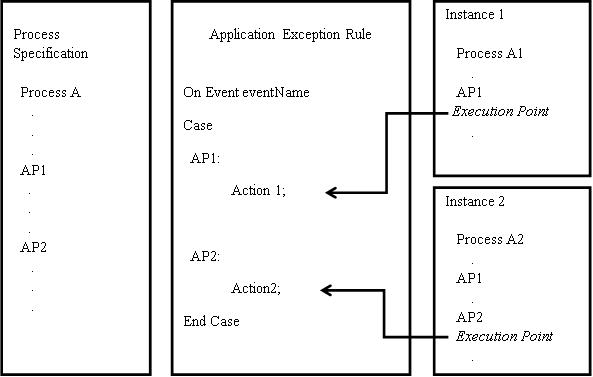 Process
Specification
Process A
.
.
.
AP1
.
.
.
AP2
.
.
.
Application Exception Rule
On Event eventName
Case
AP1:
Action 1;
AP2:
Action2;
End Case
Instance 1
Process A1
.
AP1
Execution Point
.
Instance 2
Process A2
.
AP1
.
AP2
Execution Point
.